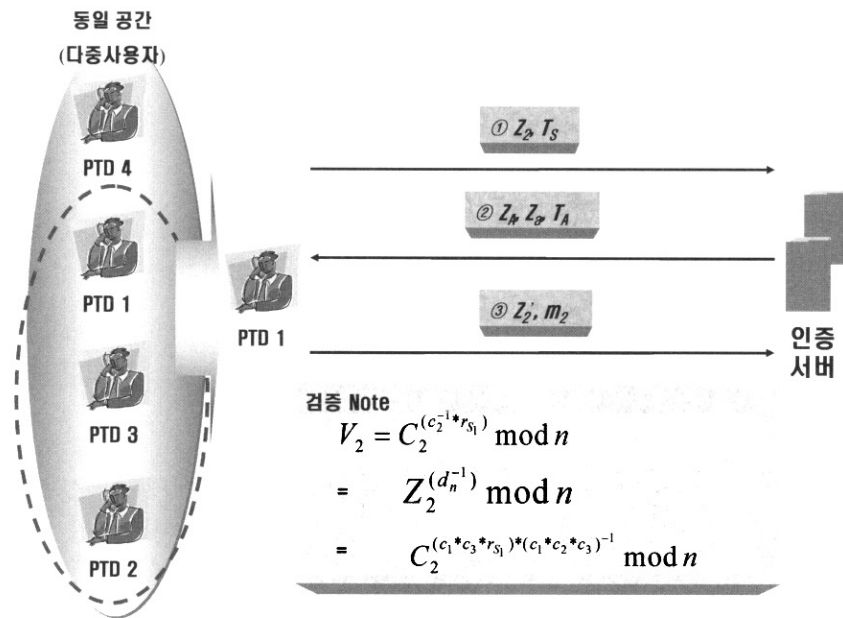 동일 공간
(다중사용자)
PTD 4
PTD 1
PTD 3
PTD 2
PTD 1
① Z₂, T_S
② Z_A, Z_a, T_A
③ Z₂', m₂
인증
서버
검증 Note
V₂ = C₂^(c₂⁻¹*r_S₁) mod n
= Z₂^(d_n⁻¹) mod n
= C₂^(c₁*c₃*r_S₁)*(c₁*c₂*c₃)⁻¹ mod n